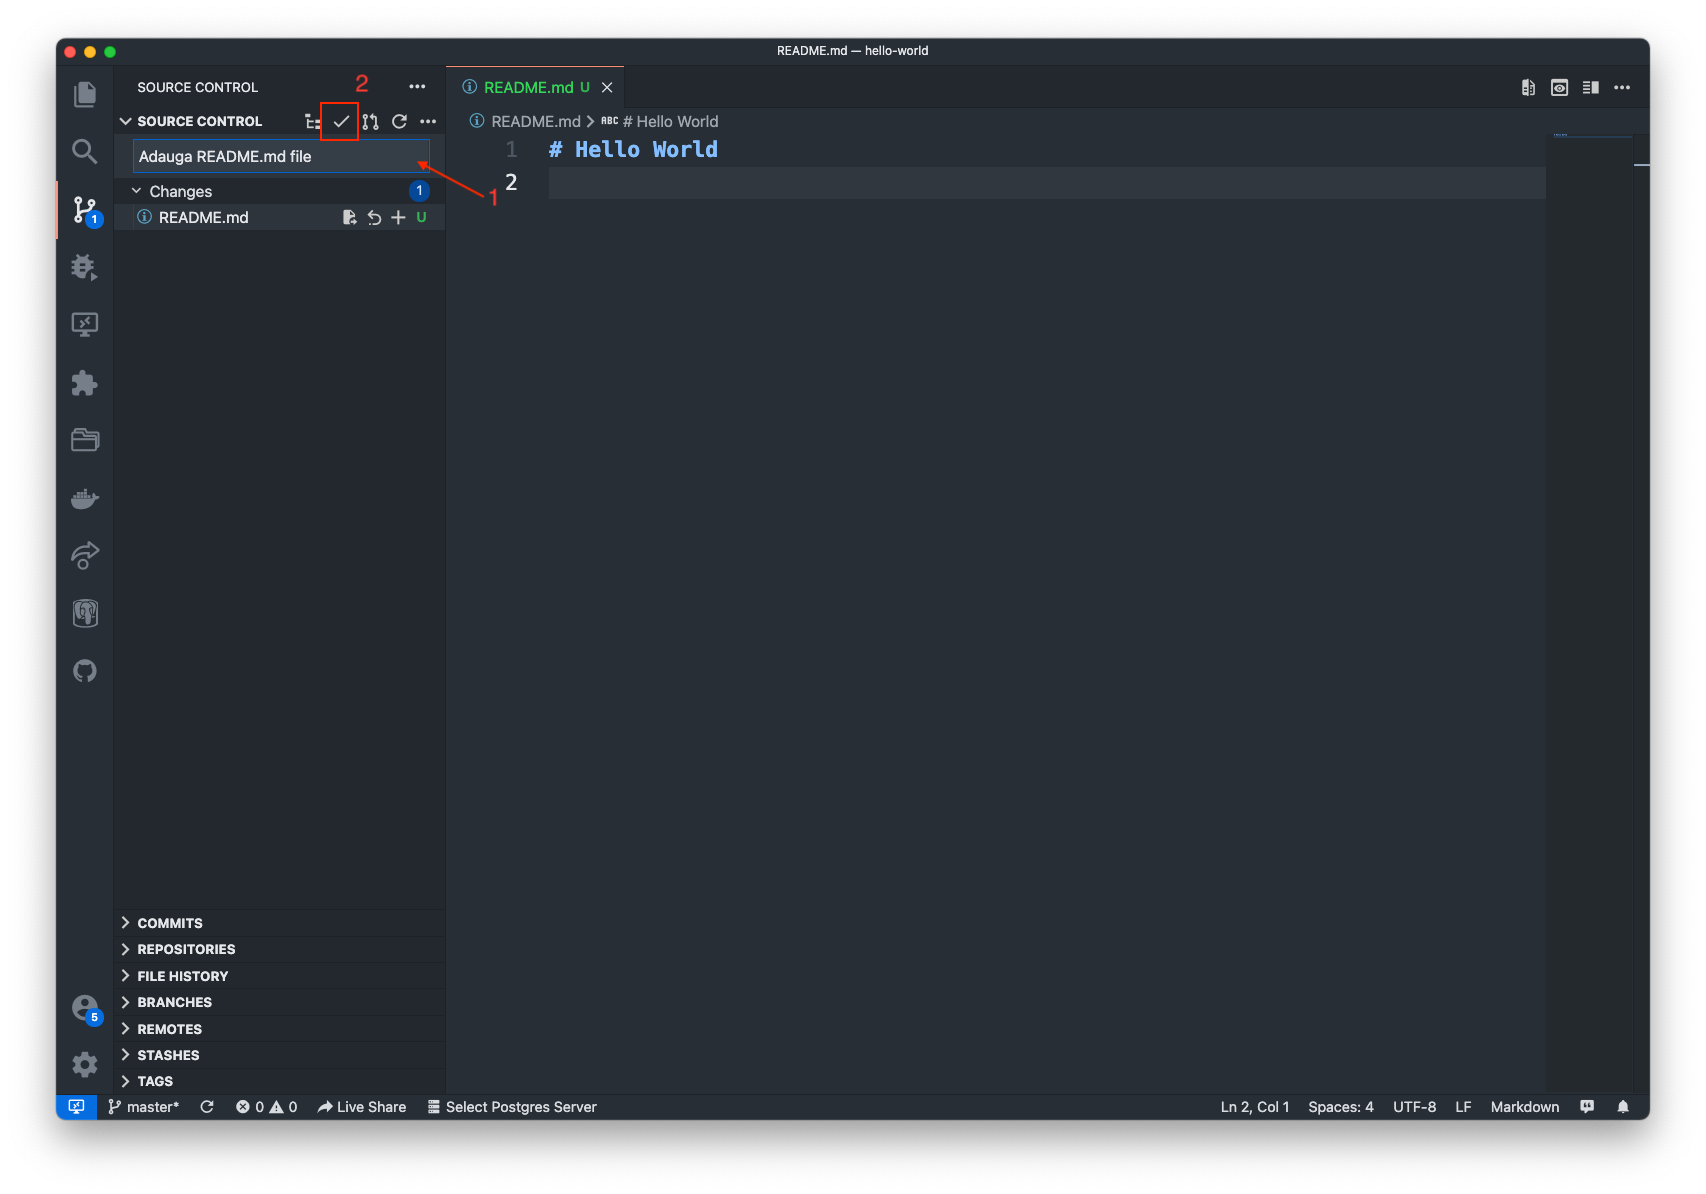 README.md — hello-world
SOURCE CONTROL
2
README.md U
SOURCE CONTROL
README.md > ABC # Hello World
Adauga README.md file
1
1 # Hello World
2
Changes 1
README.md U
1
COMMITS
REPOSITORIES
FILE HISTORY
BRANCHES
REMOTES
STASHES
TAGS
5
master* 0 0 Live Share Select Postgres Server Ln 2, Col 1 Spaces: 4 UTF-8 LF Markdown